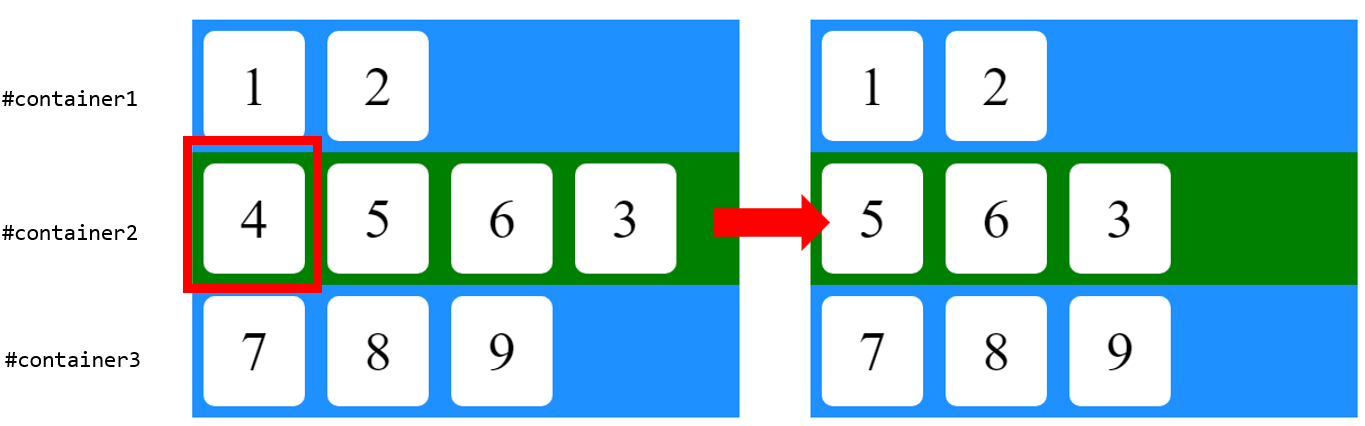 #container1 1 2 1 2
#container2 4 5 6 3 5 6 3
#container3 7 8 9 7 8 9